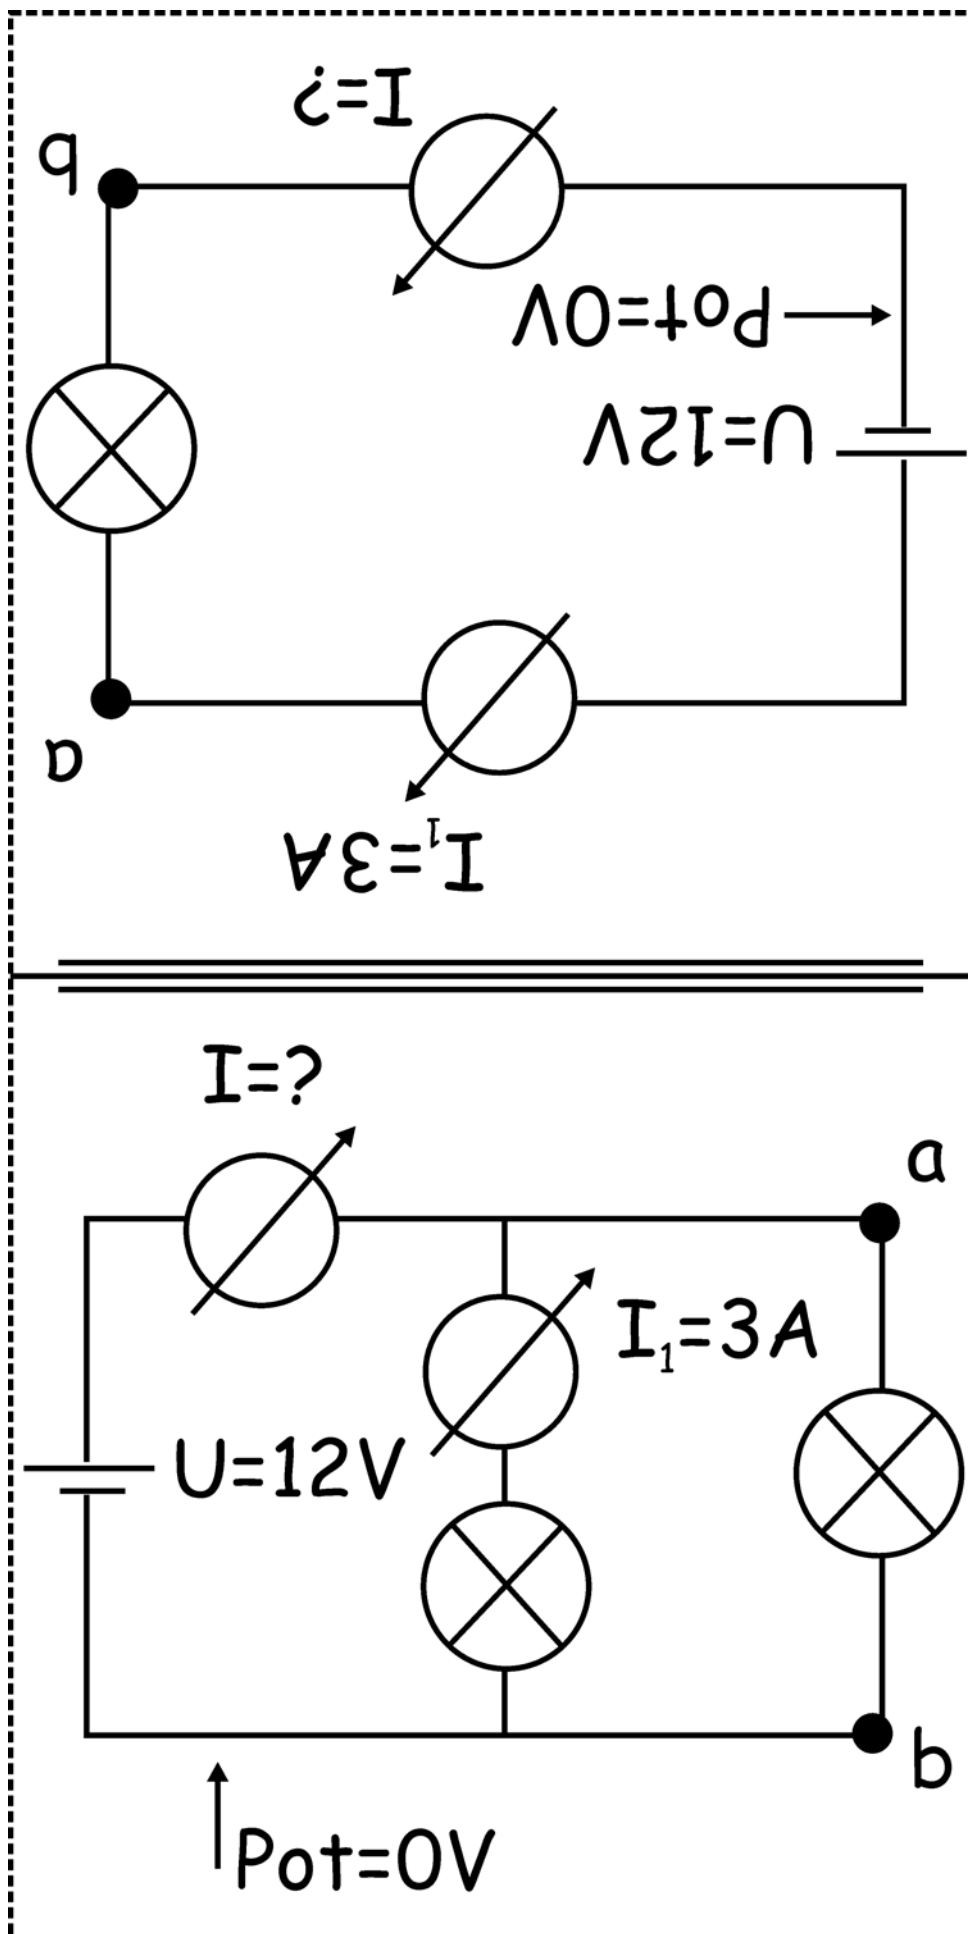 I=?
b
Pot=0V
U=12V
a
I₁=3A
I=?
a
I₁=3A
U=12V
b
Pot=0V